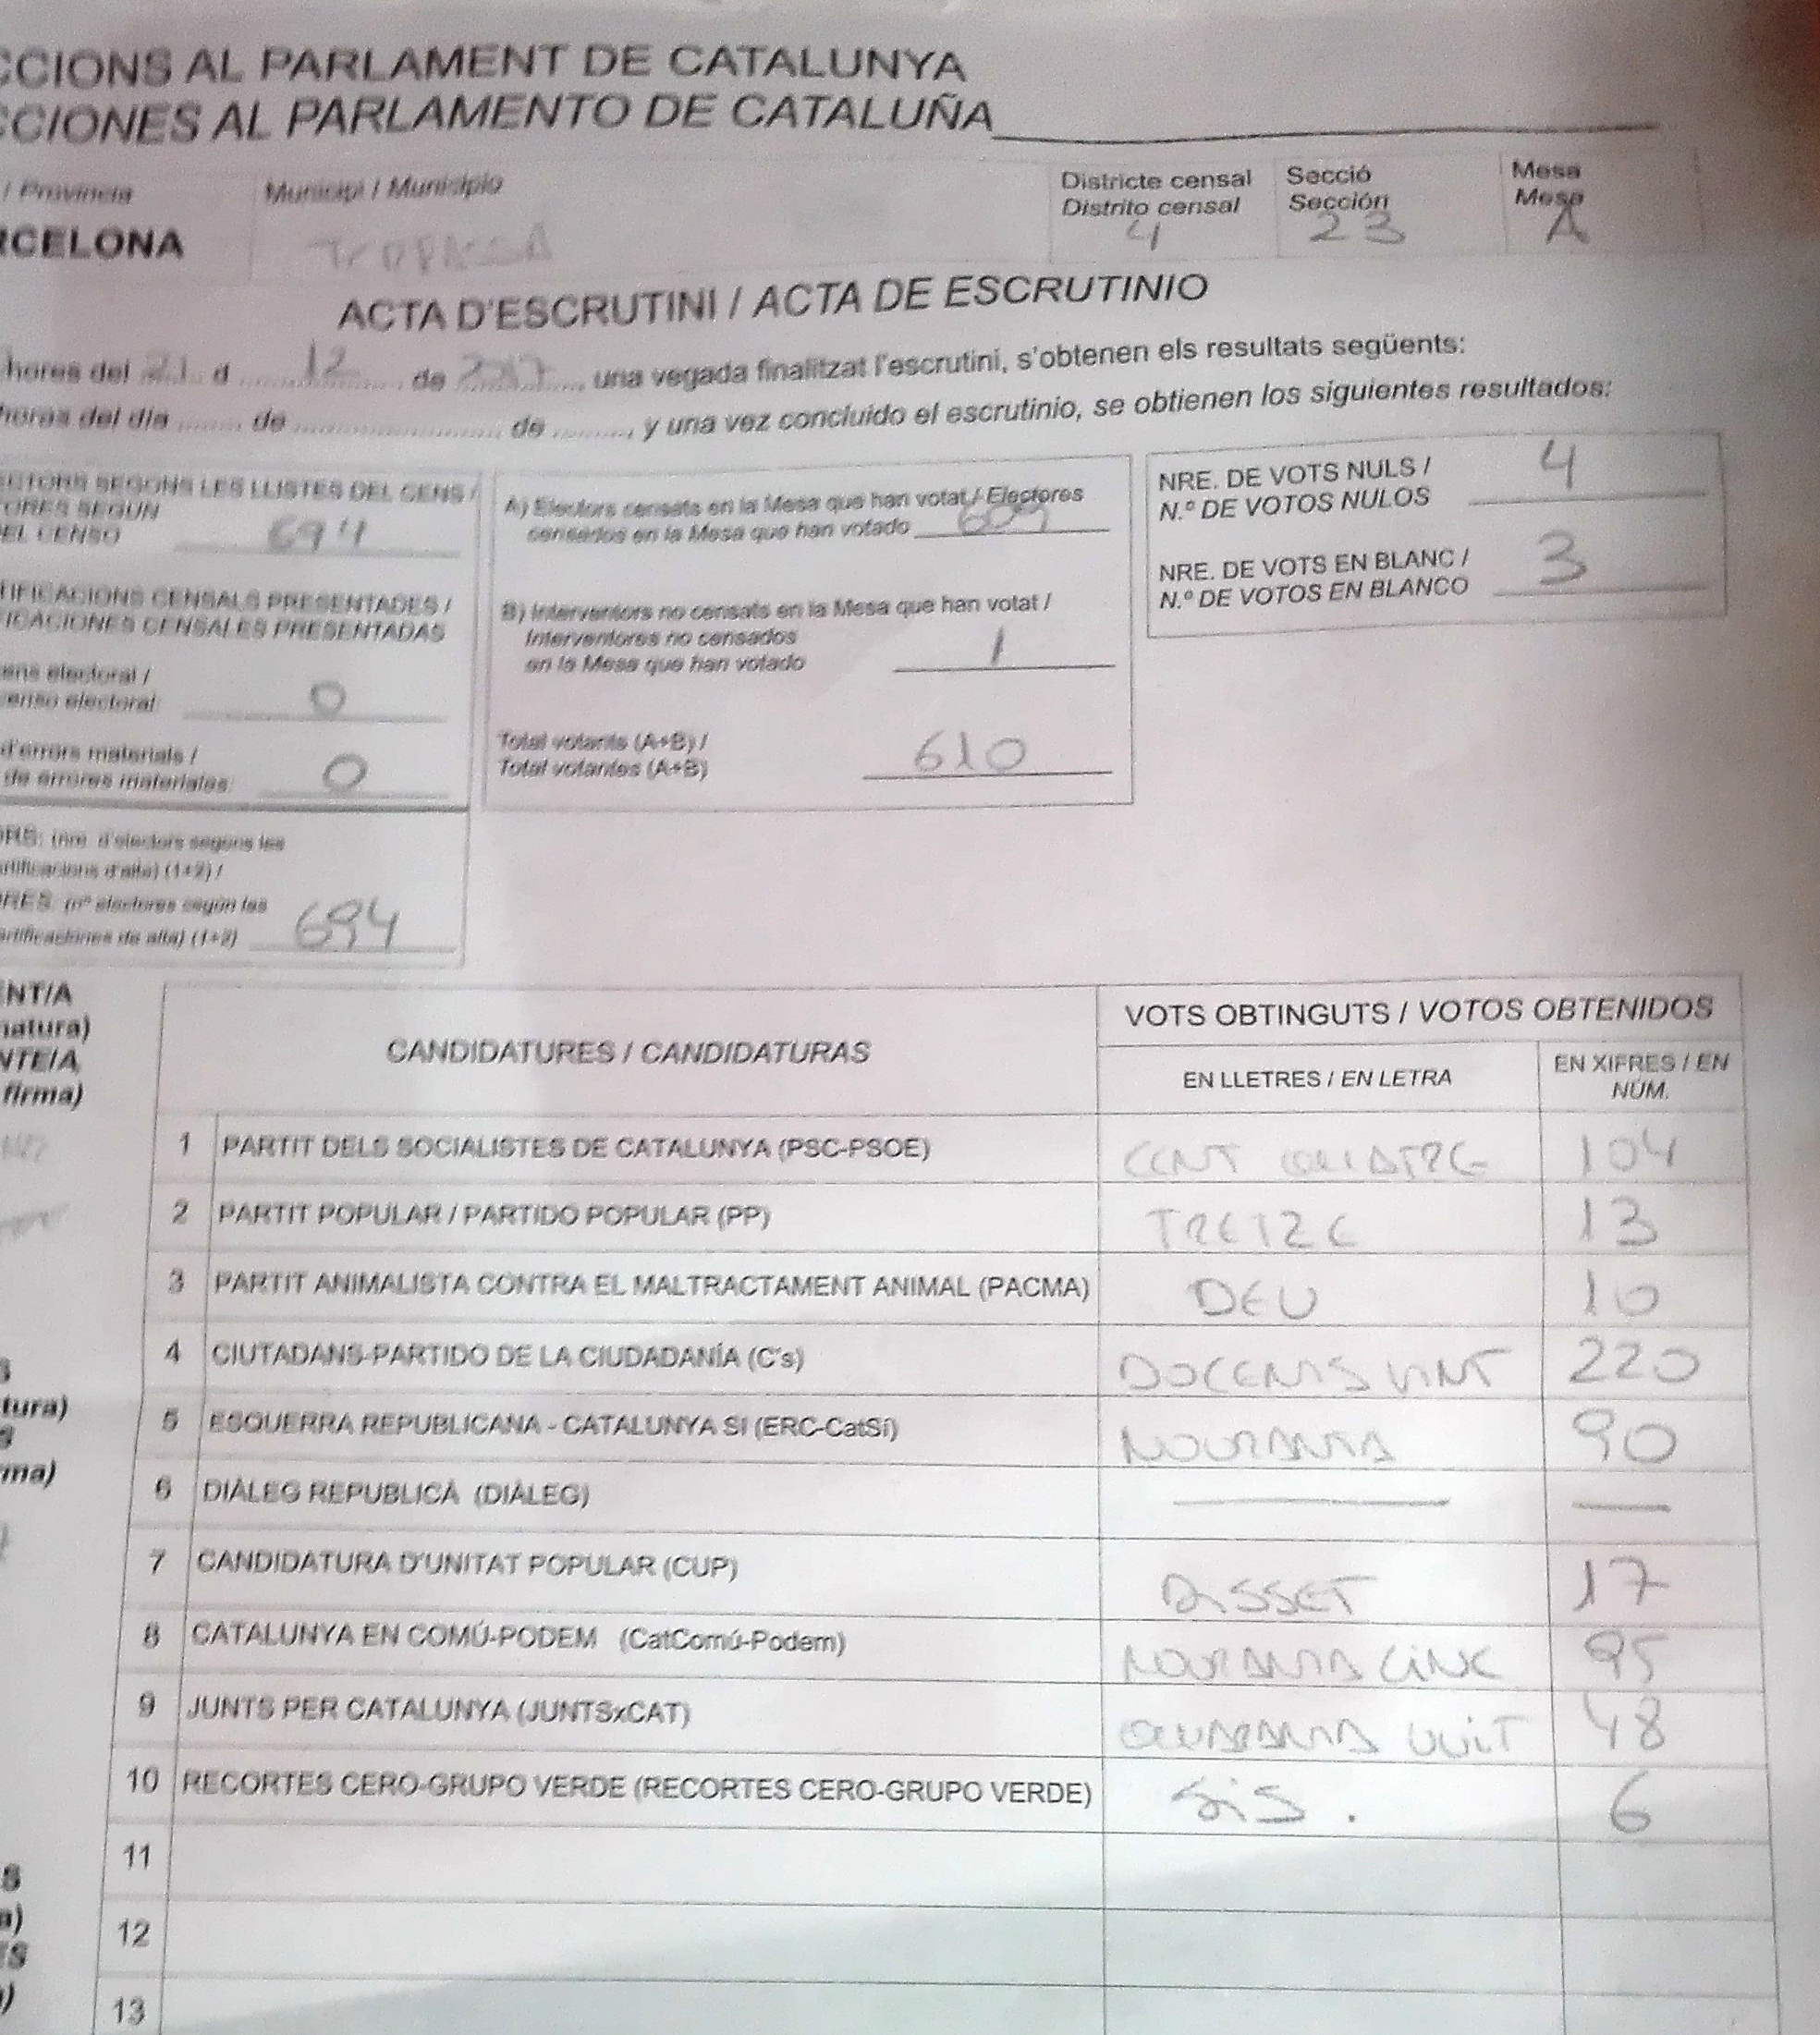 CCIONS AL PARLAMENT DE CATALUNYA
CCIONES AL PARLAMENTO DE CATALUÑA
/ Provincia
Municipi / Municipio
Districte censal
Distrito censal
4
Secció
Sección
23
Mesa
Mesa
A
RCELONA
ACTA D'ESCRUTINI / ACTA DE ESCRUTINIO
hores del 21 d 12 de 2017, una vegada finalitzat l'escrutini, s'obtenen els resultats següents:
horas del día ....... de ....................... de ........., y una vez concluido el escrutinio, se obtienen los siguientes resultados:
ECTORS SEGONS LES LLISTES DEL CENS /
ORES SEGÚN
EL CENSO 694
TIFICACIONS CENSALS PRESENTADES /
ICACIONES CENSALES PRESENTADAS
ens electoral /
censo electoral: 0
d'errors materials /
de errores materiales: 0
ORS: (nre. d'electors segons les
ertificacions d'alta) (1+2) /
ORES: (nº electores según las
ertificaciones de alta) (1+2) 694
A) Electors censats en la Mesa que han votat / Electores
censados en la Mesa que han votado 609
B) Interventors no censats en la Mesa que han votat /
Interventores no censados
en la Mesa que han votado 1
Total votants (A+B) /
Total votantes (A+B) 610
NRE. DE VOTS NULS /
N.º DE VOTOS NULOS 4
NRE. DE VOTS EN BLANC /
N.º DE VOTOS EN BLANCO 3
ENT/A
natura)
NTE/A
firma)
CANDIDATURES / CANDIDATURAS
VOTS OBTINGUTS / VOTOS OBTENIDOS
EN LLETRES / EN LETRA
EN XIFRES / EN
NÚM.
1 PARTIT DELS SOCIALISTES DE CATALUNYA (PSC-PSOE) CENT QUATRE 104
2 PARTIT POPULAR / PARTIDO POPULAR (PP) TRETZE 13
3 PARTIT ANIMALISTA CONTRA EL MALTRACTAMENT ANIMAL (PACMA) DEU 10
4 CIUTADANS-PARTIDO DE LA CIUDADANÍA (C's) DOCENTS VINT 220
5 ESQUERRA REPUBLICANA - CATALUNYA SÍ (ERC-CatSí) NOURANTA 90
6 DIÀLEG REPUBLICÀ (DIÀLEG) — —
7 CANDIDATURA D'UNITAT POPULAR (CUP) DISSET 17
8 CATALUNYA EN COMÚ-PODEM (CatComú-Podem) NOURANTA CINC 95
9 JUNTS PER CATALUNYA (JUNTSxCAT) QUARANTA VUIT 48
10 RECORTES CERO-GRUPO VERDE (RECORTES CERO-GRUPO VERDE) SIS. 6
11
12
13
tura)
rma)